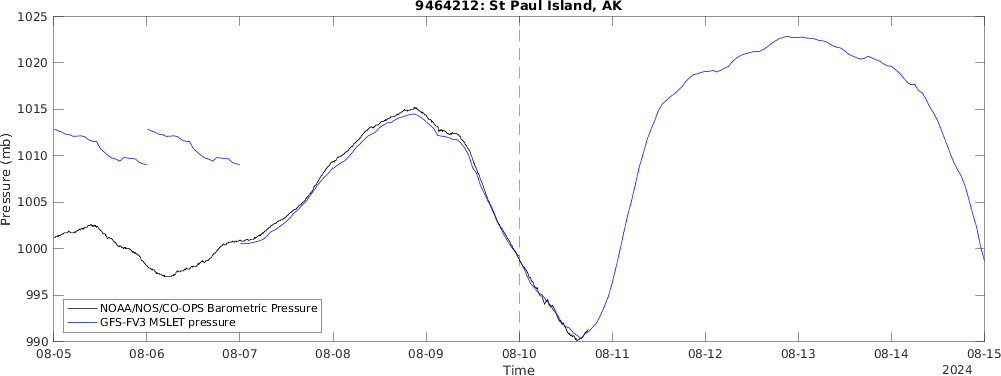 9464212: St Paul Island, AK
1025
1020
1015
1010
1005
1000
995
990
Pressure (mb)
NOAA/NOS/CO-OPS Barometric Pressure
GFS-FV3 MSLET pressure
08-05 08-06 08-07 08-08 08-09 08-10 08-11 08-12 08-13 08-14 08-15
Time
2024